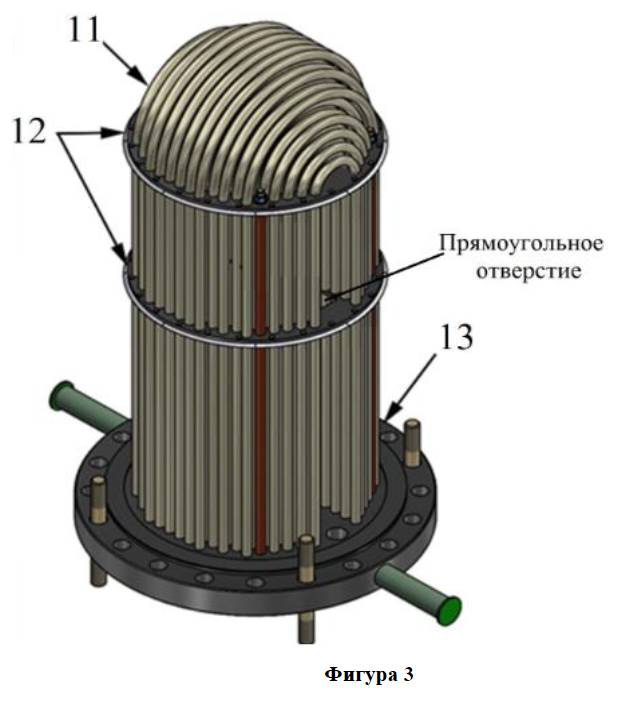 11
12
Прямоугольное
отверстие
13
Фигура 3